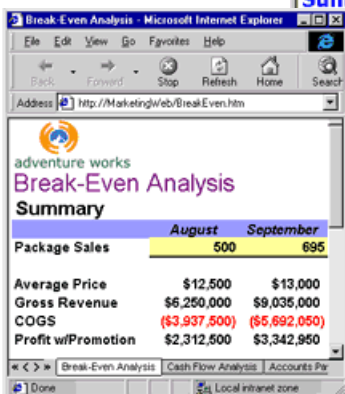 Break-Even Analysis - Microsoft Internet Explorer
File Edit View Go Favorites Help
Back Forward Stop Refresh Home Search
Address http://MarketingWeb/BreakEven.htm
adventure works
Break-Even Analysis
Summary
August September
Package Sales 500 695
Average Price $12,500 $13,000
Gross Revenue $6,250,000 $9,035,000
COGS ($3,937,500) ($5,692,050)
Profit w/Promotion $2,312,500 $3,342,950
Break-Even Analysis Cash Flow Analysis Accounts Par
Done Local intranet zone